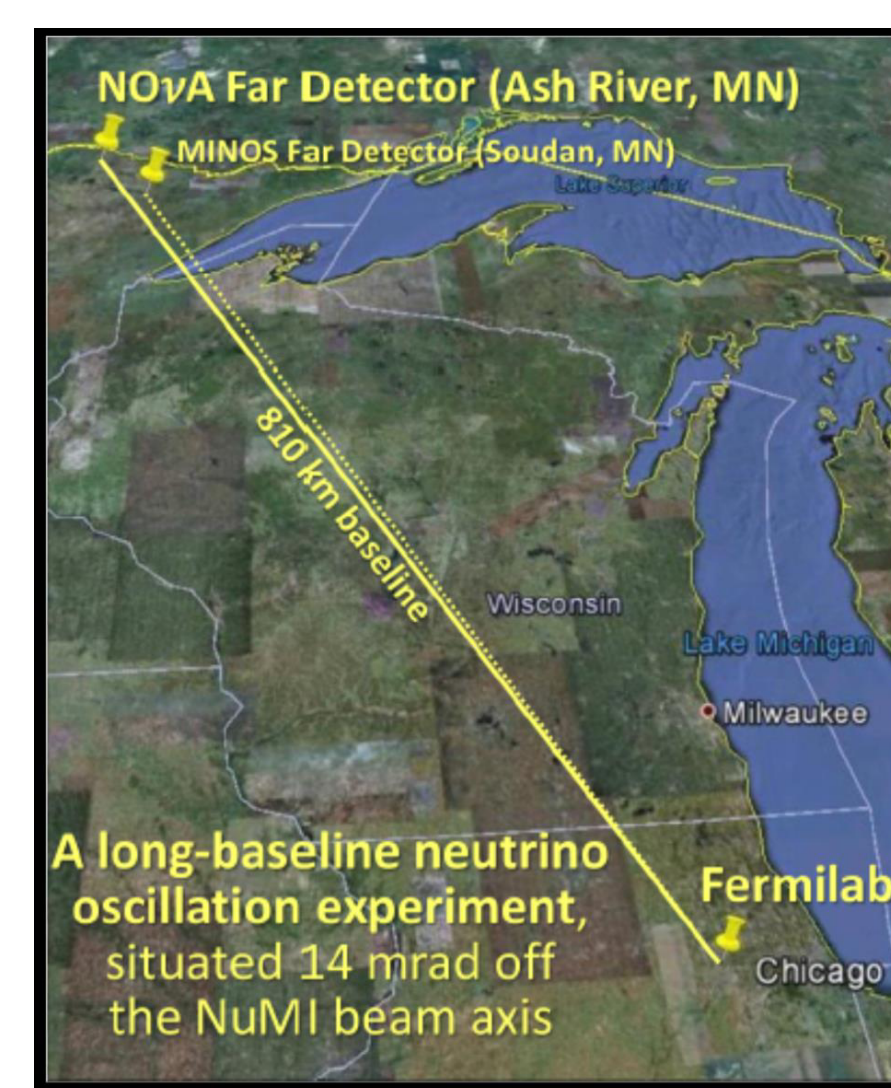 NOνA Far Detector (Ash River, MN)
MINOS Far Detector (Soudan, MN)
Lake Superior
810 km baseline
Wisconsin
Lake Michigan
Milwaukee
A long-baseline neutrino
oscillation experiment,
situated 14 mrad off
the NuMI beam axis
Fermilab
Chicago